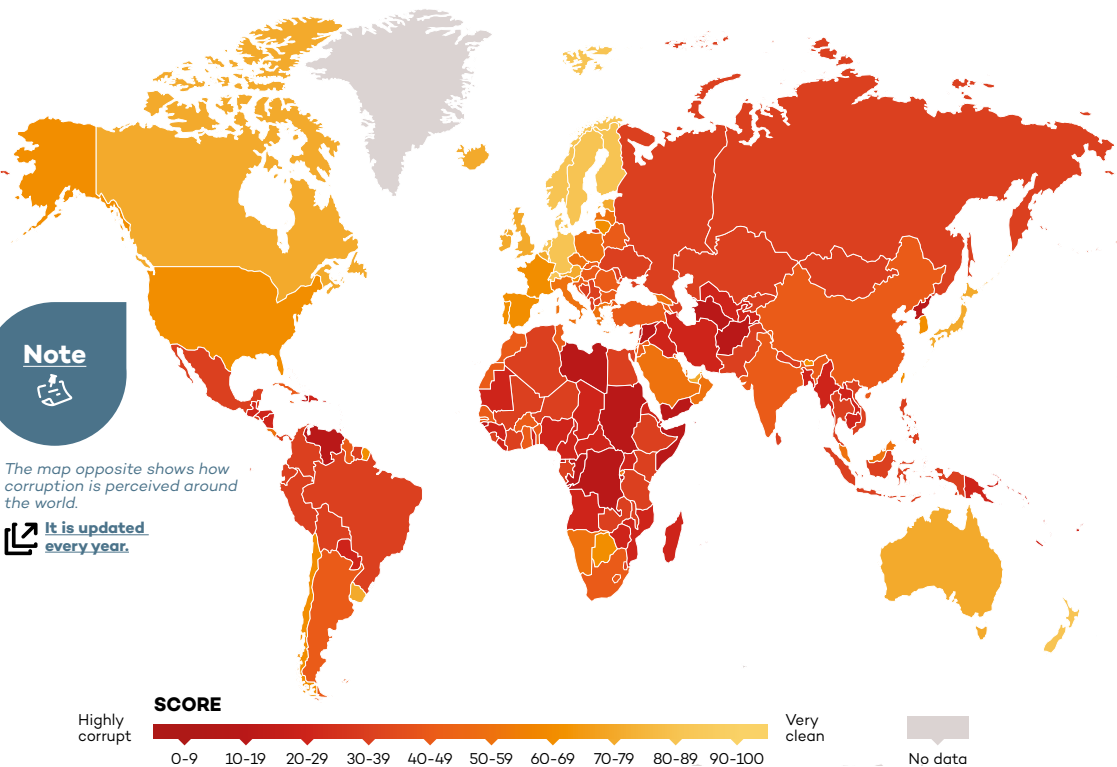 Note
The map opposite shows how
corruption is perceived around
the world.
It is updated
every year.
SCORE
Highly
corrupt
0-9 10-19 20-29 30-39 40-49 50-59 60-69 70-79 80-89 90-100
Very
clean
No data